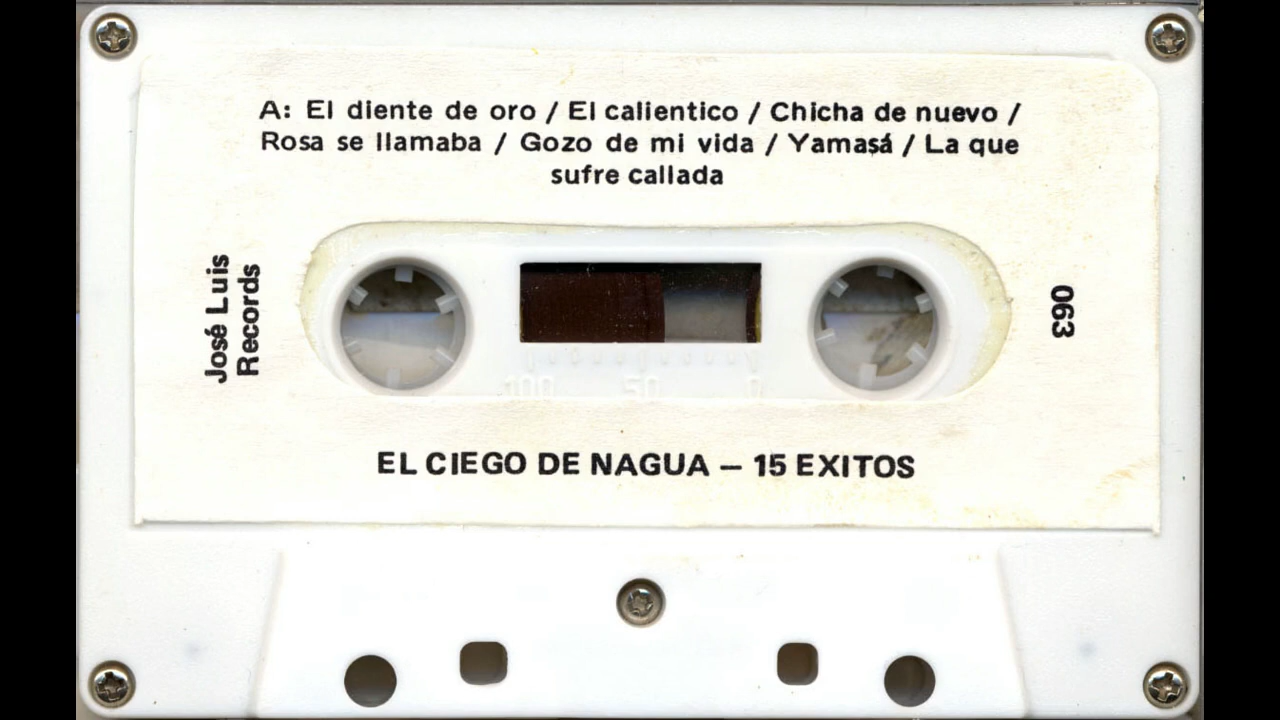 A: El diente de oro / El calientico / Chicha de nuevo /
Rosa se llamaba / Gozo de mi vida / Yamasá / La que
sufre callada
José Luis
Records
063
100 50 0
EL CIEGO DE NAGUA – 15 EXITOS